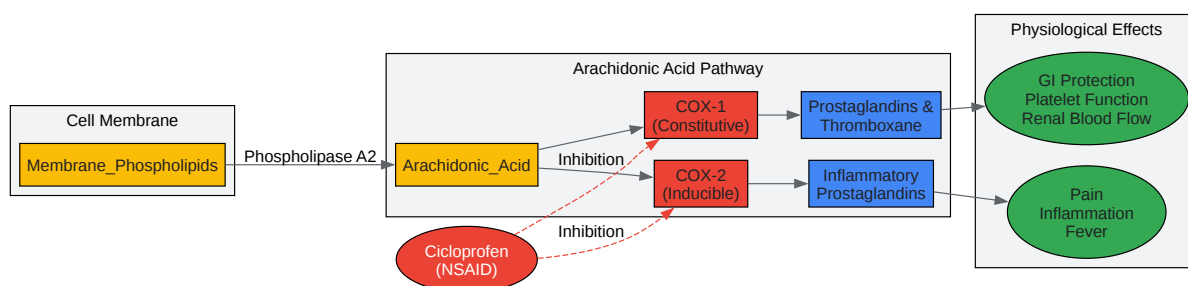 Physiological Effects
Arachidonic Acid Pathway
Cell Membrane
Membrane_Phospholipids
Phospholipase A2
Arachidonic_Acid
COX-1
(Constitutive)
Prostaglandins &
Thromboxane
GI Protection
Platelet Function
Renal Blood Flow
Inhibition
COX-2
(Inducible)
Inflammatory
Prostaglandins
Pain
Inflammation
Fever
Inhibition
Cicloprofen
(NSAID)